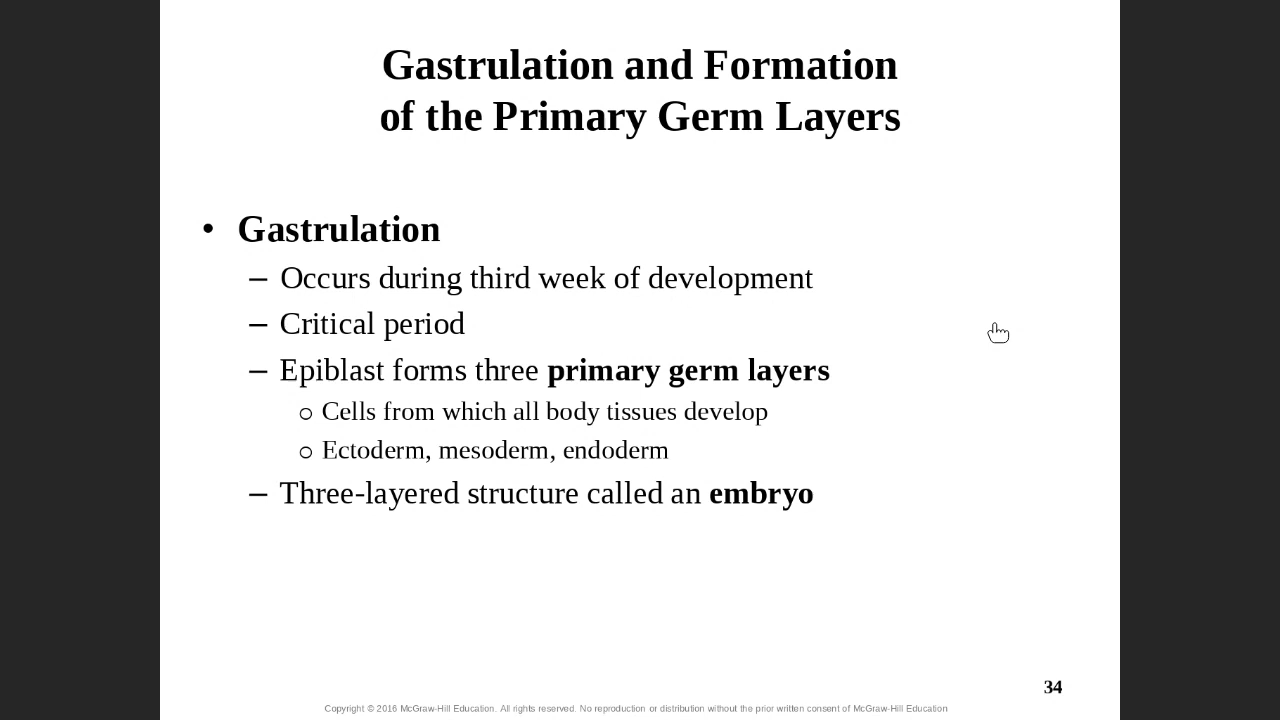 Gastrulation and Formation
of the Primary Germ Layers
• Gastrulation
– Occurs during third week of development
– Critical period
– Epiblast forms three primary germ layers
o Cells from which all body tissues develop
o Ectoderm, mesoderm, endoderm
– Three-layered structure called an embryo
34
Copyright © 2016 McGraw-Hill Education. All rights reserved. No reproduction or distribution without the prior written consent of McGraw-Hill Education